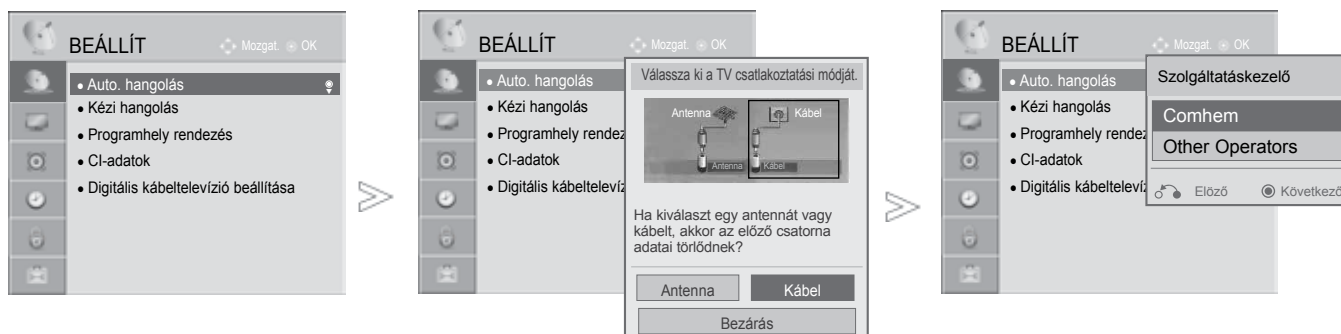 BEÁLLÍT
Mozgat. OK
• Auto. hangolás
• Kézi hangolás
• Programhely rendezés
• CI-adatok
• Digitális kábeltelevízió beállítása
BEÁLLÍT
Mozgat. OK
• Auto. hangolás
• Kézi hangolás
• Programhely rendez
• CI-adatok
• Digitális kábeltelevíz
Válassza ki a TV csatlakoztatási módját.
Antenna
Kábel
Antenna
Kábel
Ha kiválaszt egy antennát vagy
kábelt, akkor az előző csatorna
adatai törlődnek?
Antenna
Kábel
Bezárás
BEÁLLÍT
Mozgat. OK
• Auto. hangolás
• Kézi hangolás
• Programhely rendez
• CI-adatok
• Digitális kábeltelevíz
Szolgáltatáskezelő
Comhem
Other Operators
Elöző
Következő